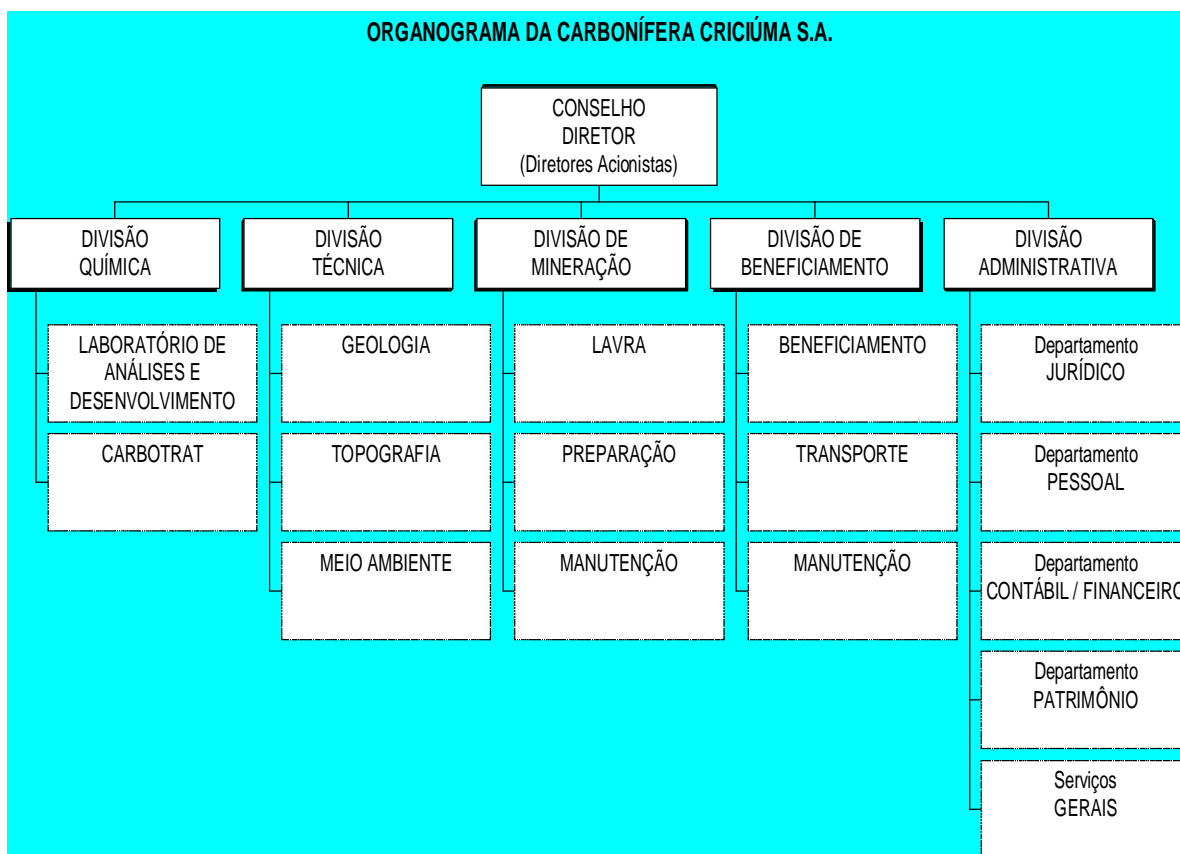 ORGANOGRAMA DA CARBONÍFERA CRICIÚMA S.A.
CONSELHO
DIRETOR
(Diretores Acionistas)
DIVISÃO
QUÍMICA
DIVISÃO
TÉCNICA
DIVISÃO DE
MINERAÇÃO
DIVISÃO DE
BENEFICIAMENTO
DIVISÃO
ADMINISTRATIVA
LABORATÓRIO DE
ANÁLISES E
DESENVOLVIMENTO
CARBOTRAT
GEOLOGIA
TOPOGRAFIA
MEIO AMBIENTE
LAVRA
PREPARAÇÃO
MANUTENÇÃO
BENEFICIAMENTO
TRANSPORTE
MANUTENÇÃO
Departamento
JURÍDICO
Departamento
PESSOAL
Departamento
CONTÁBIL / FINANCEIRO
Departamento
PATRIMÔNIO
Serviços
GERAIS